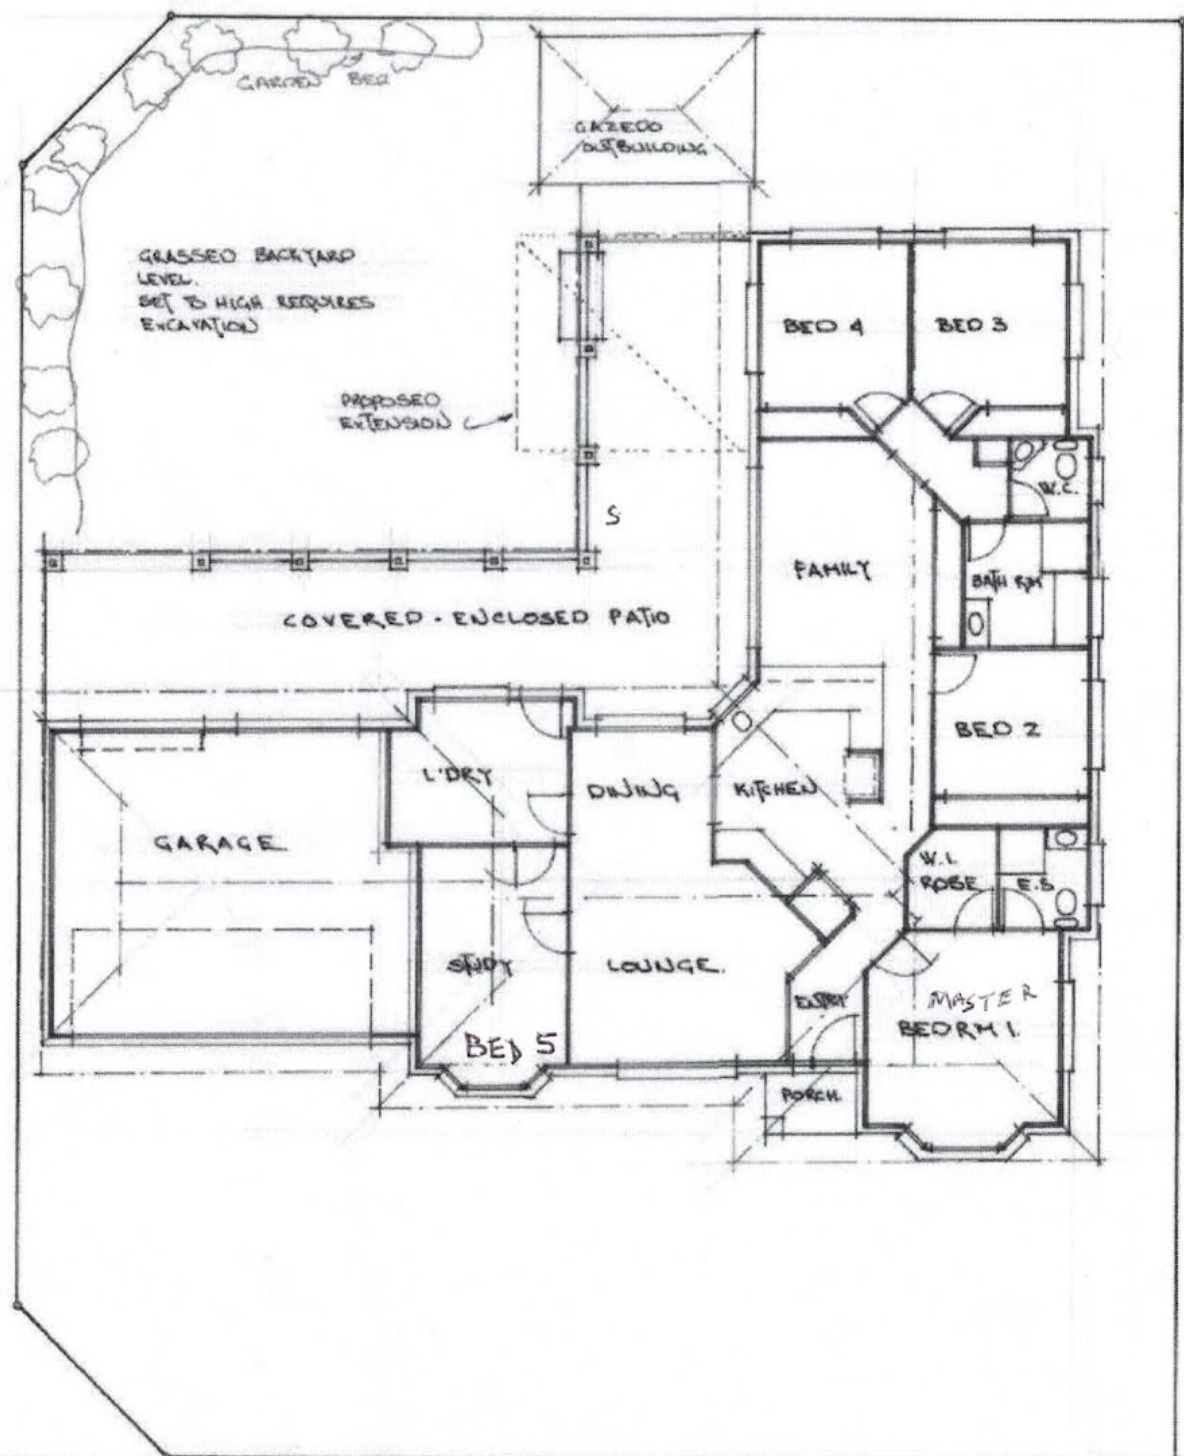 GARDEN BED
GAZEBO
OUTBUILDING
GRASSED BACKYARD
LEVEL.
SET TO HIGH REQUIRES
EXCAVATION
BED 4
BED 3
PROPOSED
EXTENSION
W.C.
S
FAMILY
BATH RM
COVERED - ENCLOSED PATIO
BED 2
L'DRY
DINING
KITCHEN
GARAGE
W.I.
ROBE
E.S
STUDY
LOUNGE.
ENTRY
MASTER
BEDRM 1.
BED 5
PORCH